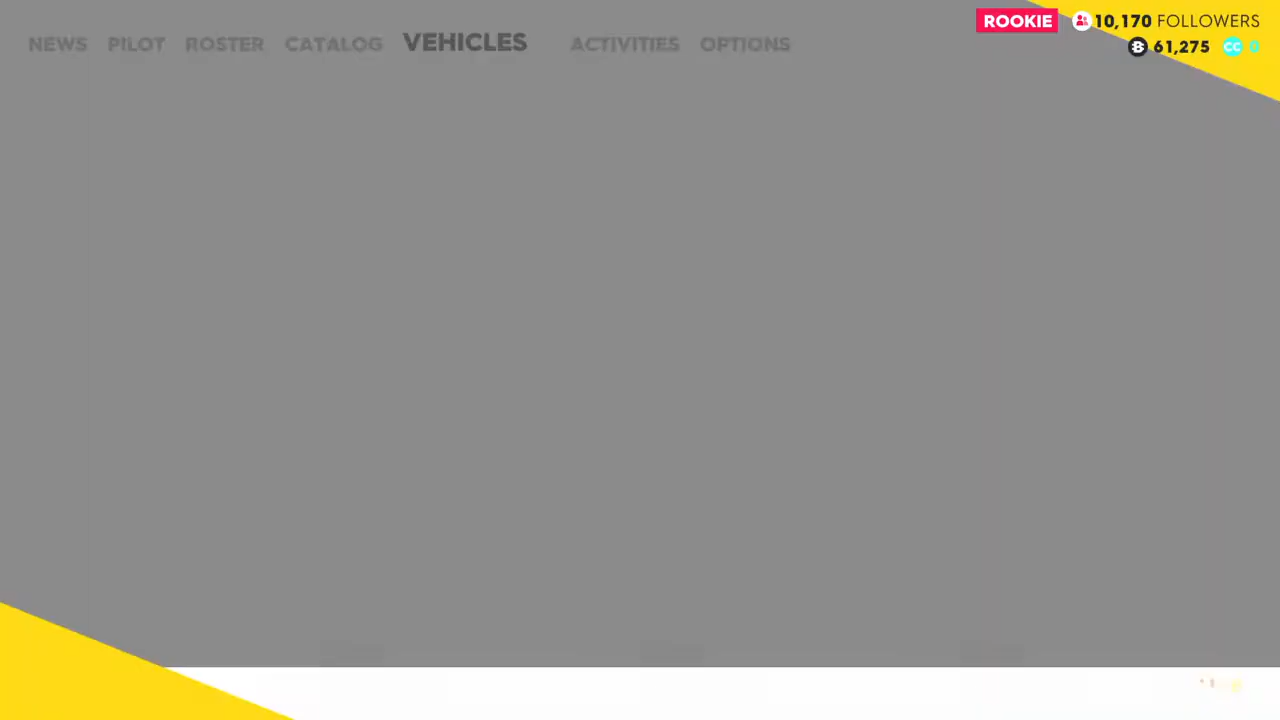 NEWS PILOT ROSTER CATALOG VEHICLES ACTIVITIES OPTIONS
ROOKIE 10,170 FOLLOWERS
61,275 CC 0